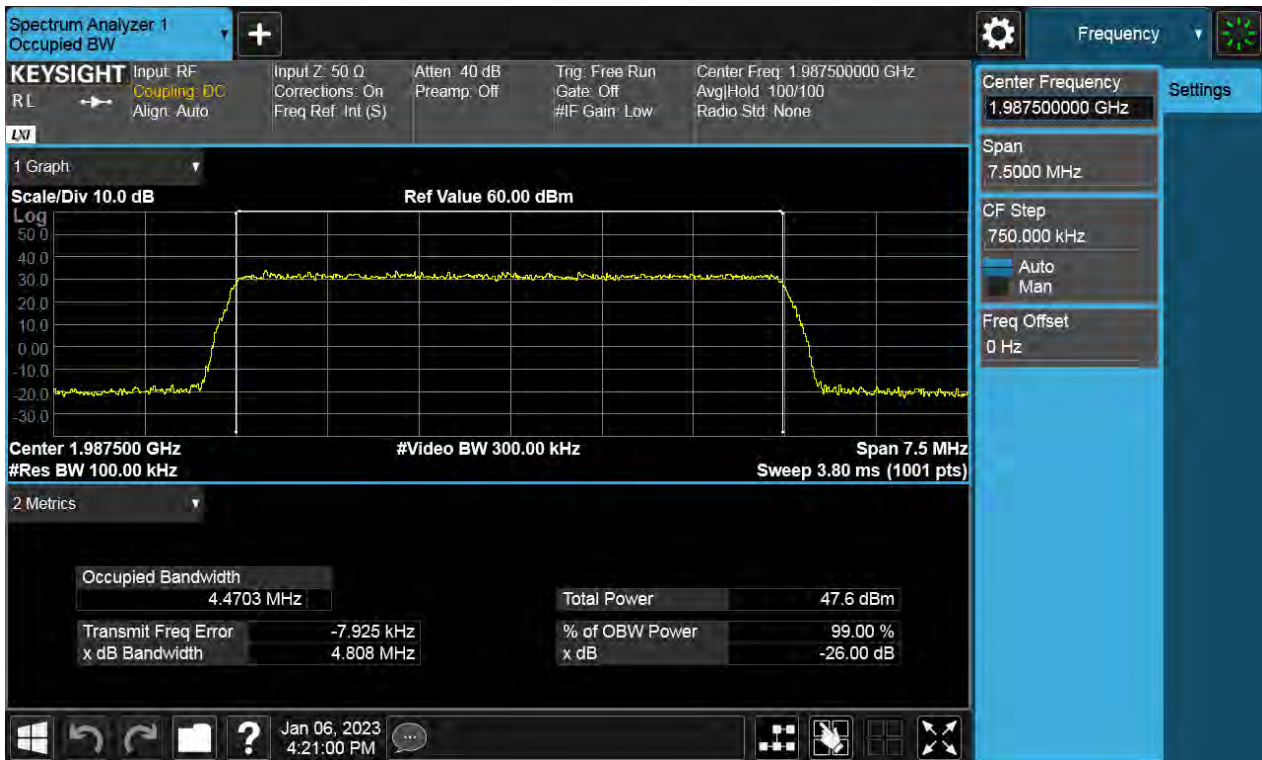 Spectrum Analyzer 1
Occupied BW
+
Frequency
KEYSIGHT Input: RF Input Z: 50 Ω Atten: 40 dB Trig: Free Run Center Freq: 1.987500000 GHz
RL Coupling: DC Corrections: On Preamp: Off Gate: Off Avg|Hold: 100/100
Align: Auto Freq Ref: Int (S) #IF Gain: Low Radio Std: None
LXI
1 Graph
Scale/Div 10.0 dB Ref Value 60.00 dBm
Log
50.0
40.0
30.0
20.0
10.0
0.00
-10.0
-20.0
-30.0
Center 1.987500 GHz #Video BW 300.00 kHz Span 7.5 MHz
#Res BW 100.00 kHz Sweep 3.80 ms (1001 pts)
2 Metrics
Occupied Bandwidth
4.4703 MHz Total Power 47.6 dBm
Transmit Freq Error -7.925 kHz % of OBW Power 99.00 %
x dB Bandwidth 4.808 MHz x dB -26.00 dB
Center Frequency
1.987500000 GHz
Settings
Span
7.5000 MHz
CF Step
750.000 kHz
Auto
Man
Freq Offset
0 Hz
?
Jan 06, 2023
4:21:00 PM